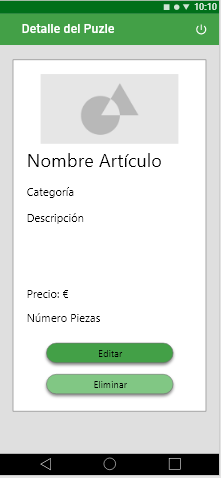 10:10
Detalle del Puzle
Nombre Artículo
Categoría
Descripción
Precio: €
Número Piezas
Editar
Eliminar